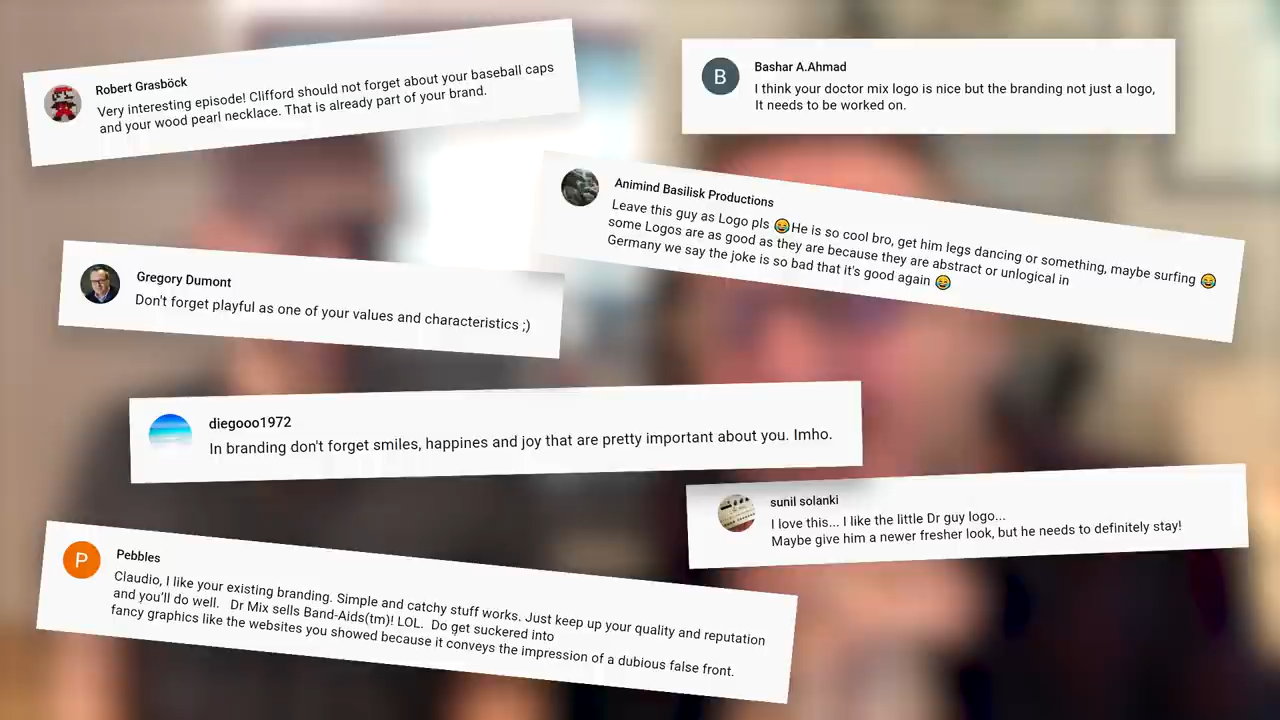 Robert Grasböck
Very interesting episode! Clifford should not forget about your baseball caps
and your wood pearl necklace. That is already part of your brand.
B
Bashar A.Ahmad
I think your doctor mix logo is nice but the branding not just a logo,
It needs to be worked on.
Animind Basilisk Productions
Leave this guy as Logo pls 😂He is so cool bro, get him legs dancing or something, maybe surfing 😂
some Logos are as good as they are because they are abstract or unlogical in
Germany we say the joke is so bad that it's good again 😂
Gregory Dumont
Don't forget playful as one of your values and characteristics ;)
diegooo1972
In branding don't forget smiles, happines and joy that are pretty important about you. Imho.
sunil solanki
I love this... I like the little Dr guy logo...
Maybe give him a newer fresher look, but he needs to definitely stay!
P
Pebbles
Claudio, I like your existing branding. Simple and catchy stuff works. Just keep up your quality and reputation
and you'll do well.   Dr Mix sells Band-Aids(tm)! LOL.  Do get suckered into
fancy graphics like the websites you showed because it conveys the impression of a dubious false front.